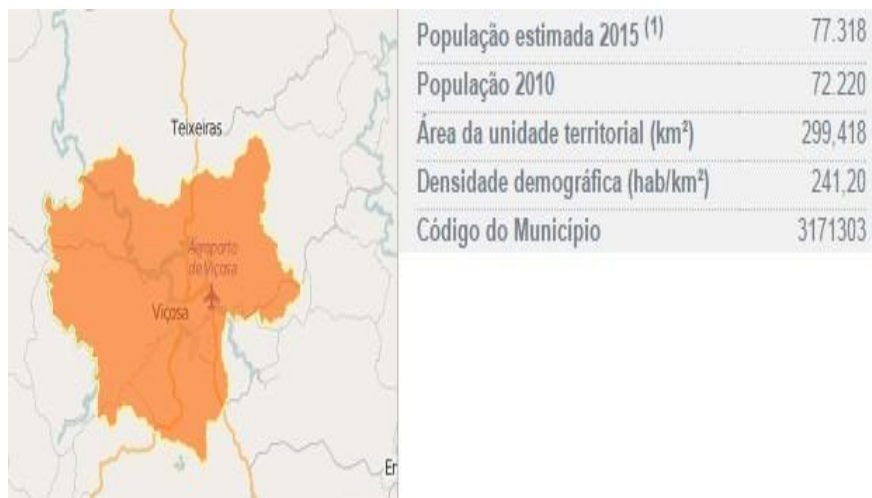 Teixeiras
Aeroporto
de Viçosa
Viçosa
Er
População estimada 2015 (1) 77.318
População 2010 72.220
Área da unidade territorial (km²) 299,418
Densidade demográfica (hab/km²) 241,20
Código do Município 3171303